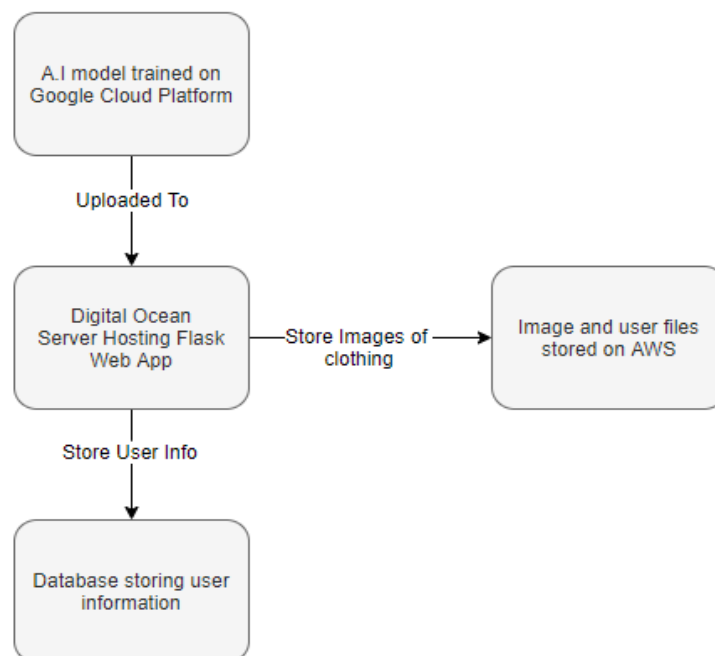 A.I model trained on
Google Cloud Platform
Uploaded To
Digital Ocean
Server Hosting Flask
Web App
Store Images of
clothing
Image and user files
stored on AWS
Store User Info
Database storing user
information